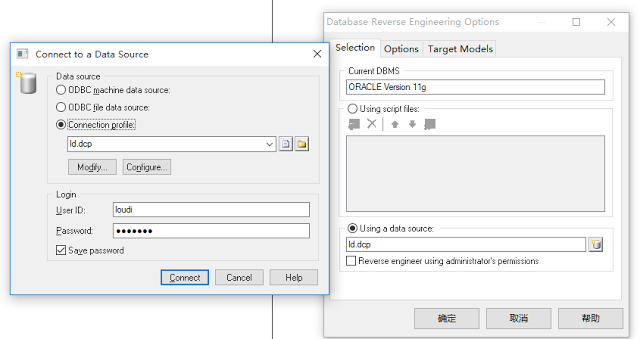 Connect to a Data Source
Data source
ODBC machine data source:
ODBC file data source:
Connection profile:
ld.dcp
Modify...
Configure...
Login
User ID:
loudi
Password:
●●●●●●●
Save password
Connect
Cancel
Help
Database Reverse Engineering Options
Selection
Options
Target Models
Current DBMS
ORACLE Version 11g
Using script files:
Using a data source:
ld.dcp
Reverse engineer using administrator's permissions
确定
取消
帮助